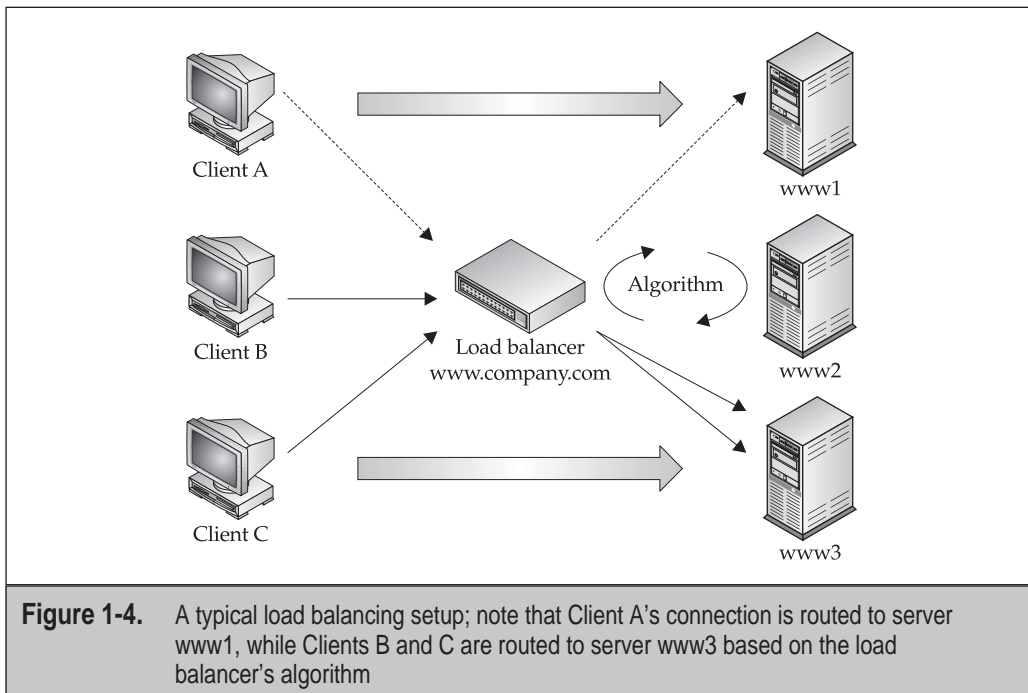 Client A
www1
Client B
Load balancer
www.company.com
Algorithm
www2
Client C
www3
Figure 1-4. A typical load balancing setup; note that Client A's connection is routed to server
www1, while Clients B and C are routed to server www3 based on the load
balancer's algorithm